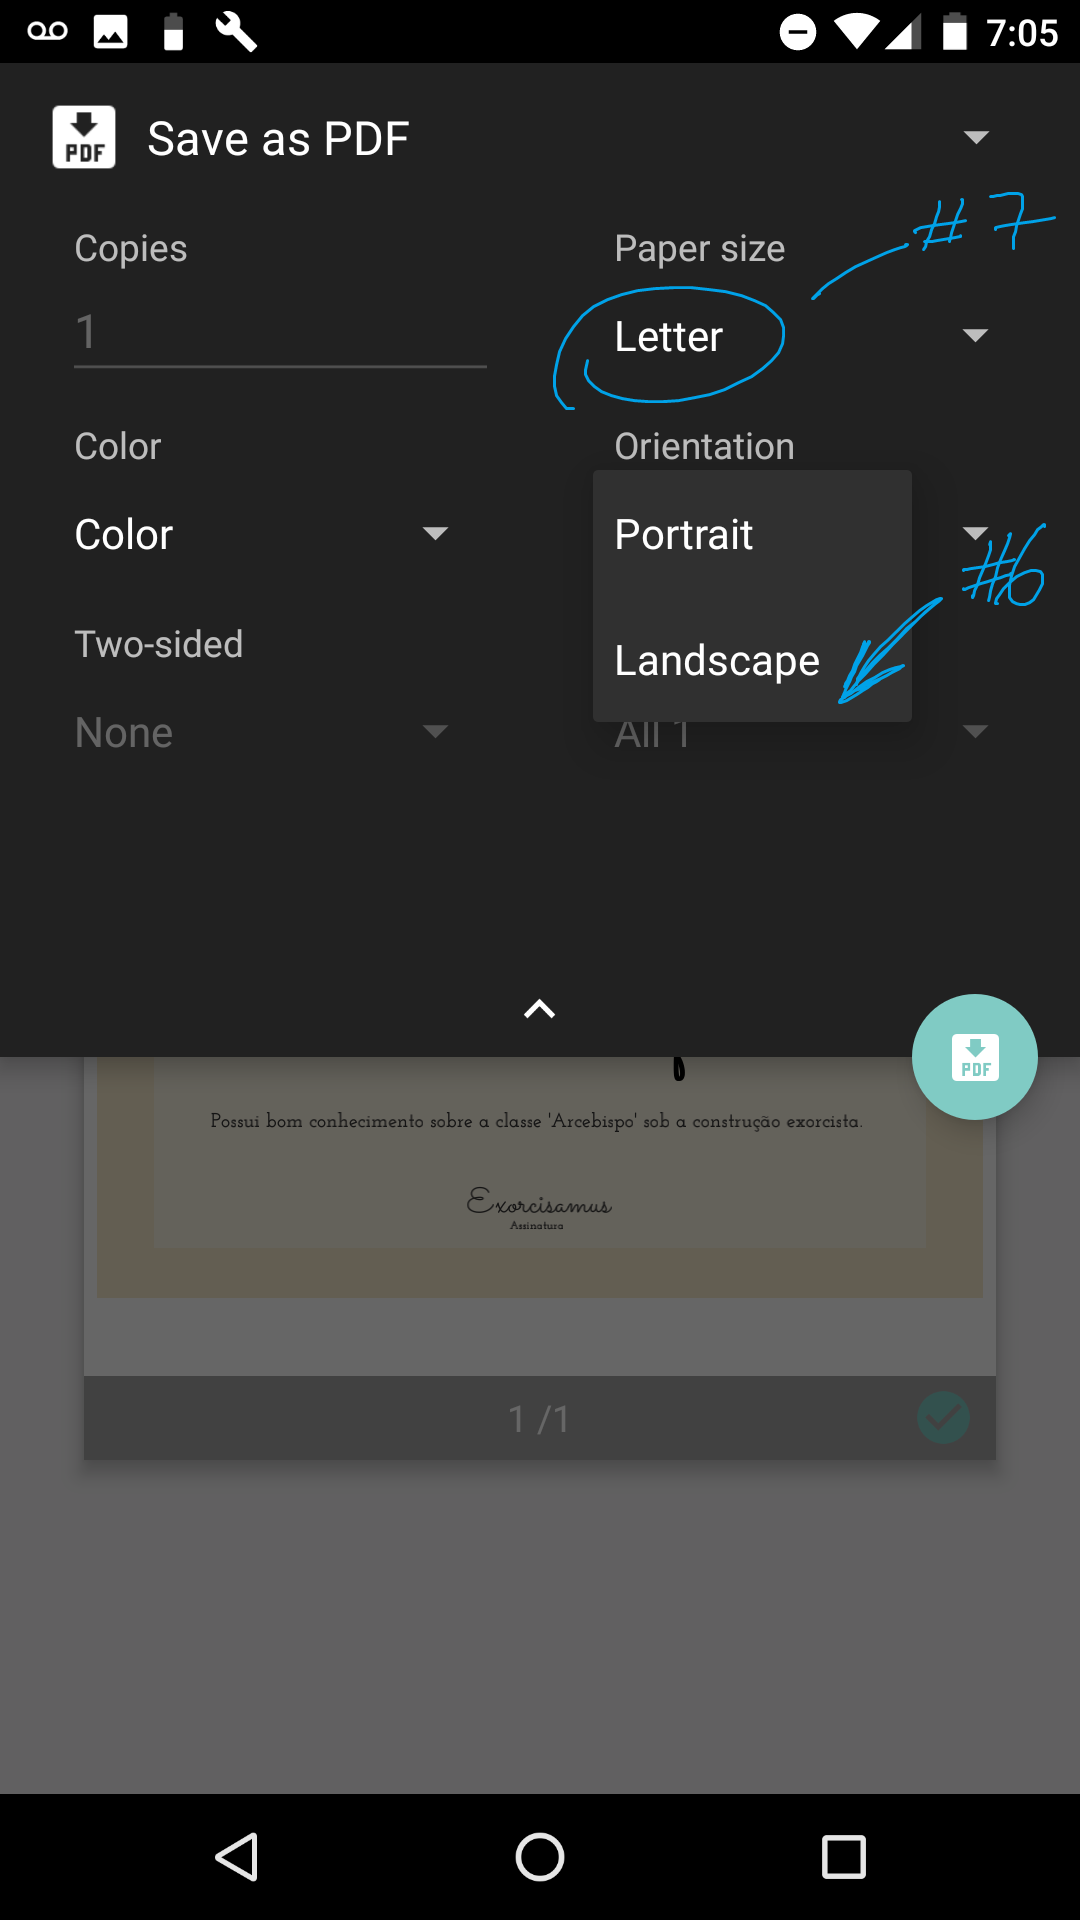 7:05
PDF Save as PDF
#7
Copies
Paper size
1
Letter
Color
Orientation
Color
Portrait
#6
Two-sided
Landscape
None
All 1
PDF
Possui bom conhecimento sobre a classe 'Arcebispo' sob a construção exorcista.
Exorcisamus
Assinatura
1 /1